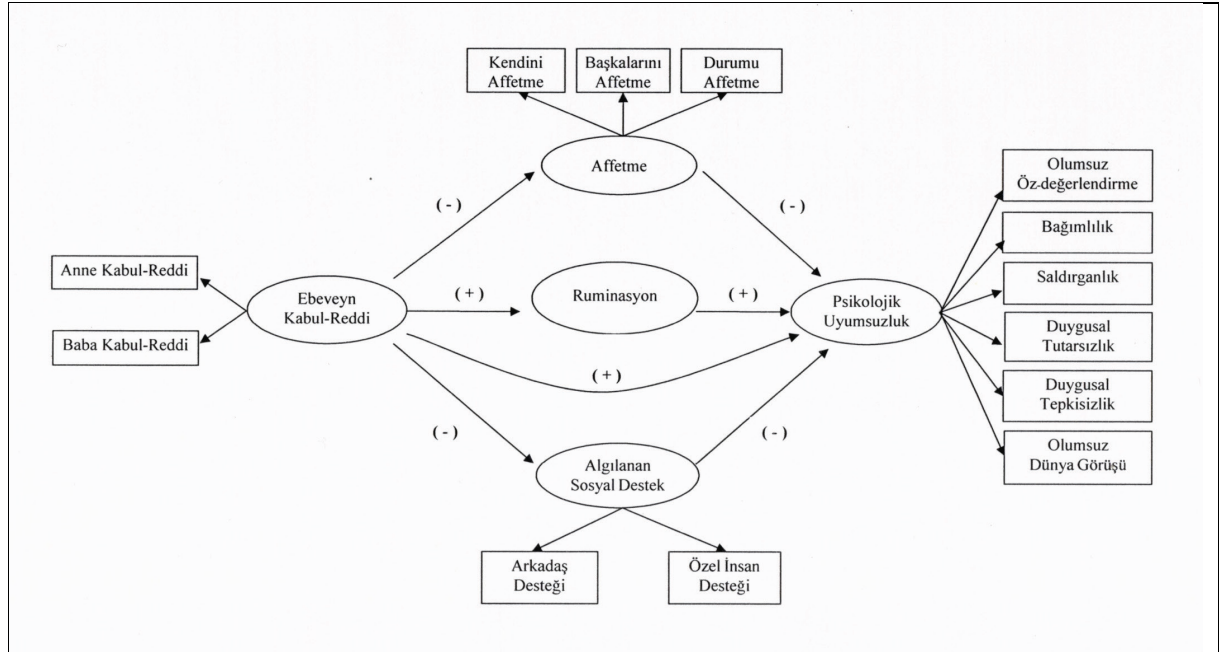 Kendini
Affetme
Başkalarını
Affetme
Durumu
Affetme
Affetme
( - )
( - )
Olumsuz
Öz-değerlendirme
Bağımlılık
Saldırganlık
Duygusal
Tutarsızlık
Duygusal
Tepkisizlik
Olumsuz
Dünya Görüşü
Anne Kabul-Reddi
Baba Kabul-Reddi
Ebeveyn
Kabul-Reddi
( + )
Ruminasyon
( + )
Psikolojik
Uyumsuzluk
( + )
( - )
( - )
Algılanan
Sosyal Destek
Arkadaş
Desteği
Özel İnsan
Desteği